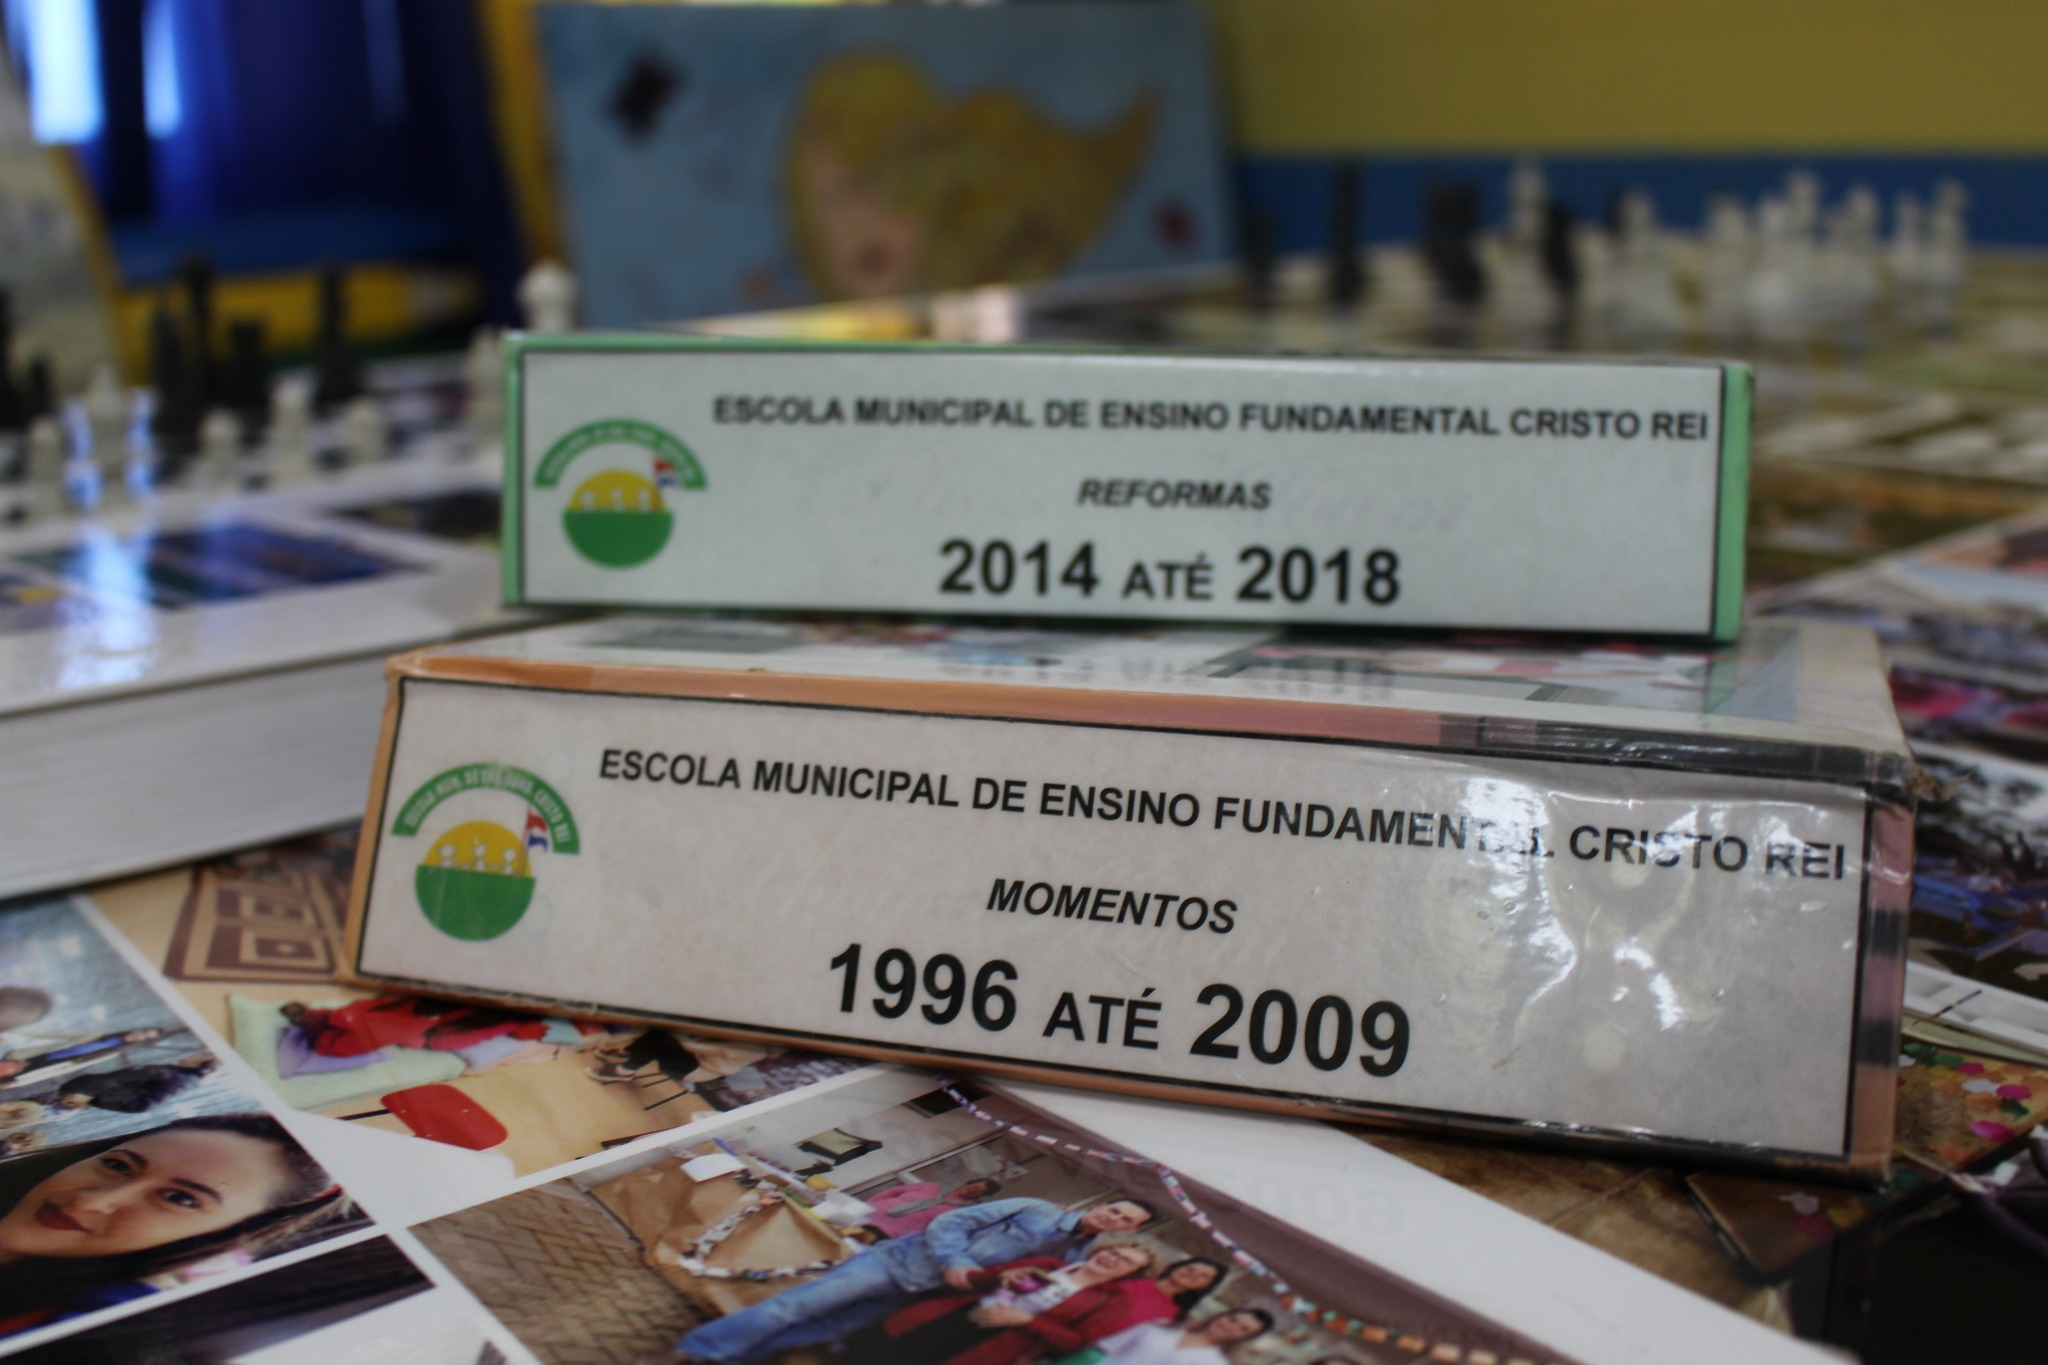 ESCOLA MUNICIPAL DE ENSINO FUNDAMENTAL CRISTO REI
REFORMAS
2014 ATÉ 2018
ESCOLA MUNICIPAL DE ENSINO FUNDAMENTAL CRISTO REI
MOMENTOS
1996 ATÉ 2009